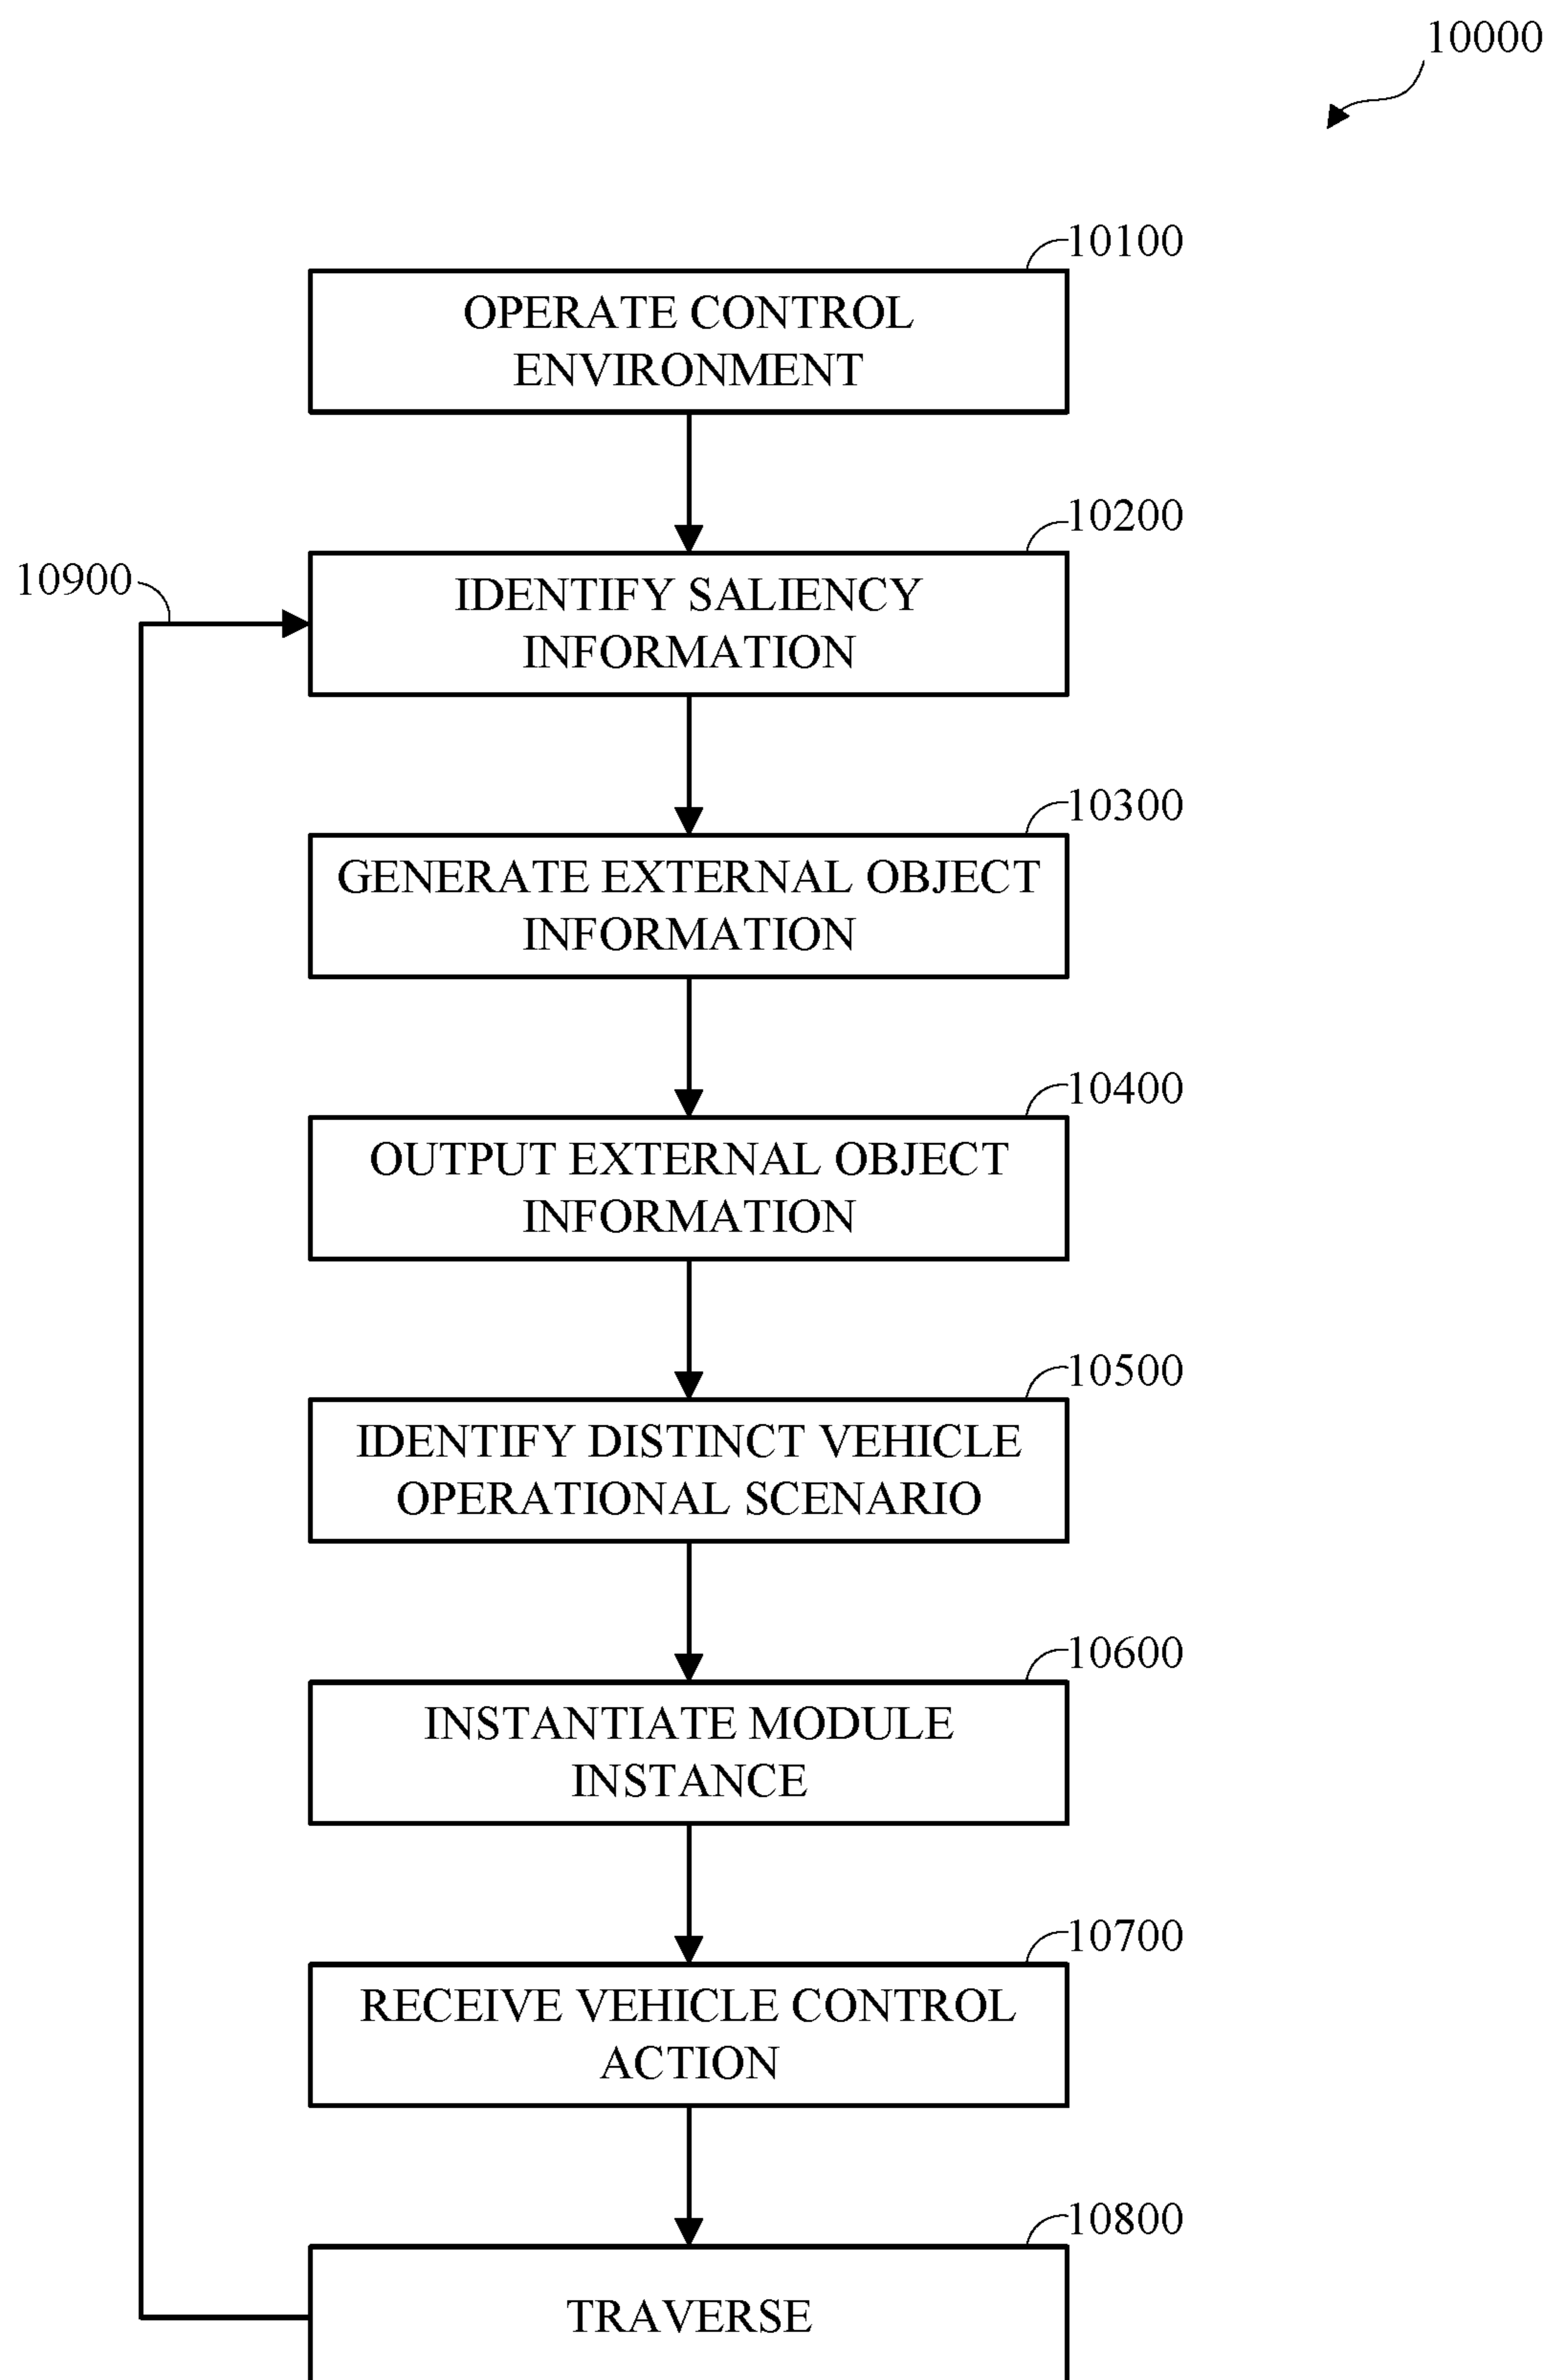 10000
10100
OPERATE CONTROL
ENVIRONMENT
10200
10900
IDENTIFY SALIENCY
INFORMATION
10300
GENERATE EXTERNAL OBJECT
INFORMATION
10400
OUTPUT EXTERNAL OBJECT
INFORMATION
10500
IDENTIFY DISTINCT VEHICLE
OPERATIONAL SCENARIO
10600
INSTANTIATE MODULE
INSTANCE
10700
RECEIVE VEHICLE CONTROL
ACTION
10800
TRAVERSE